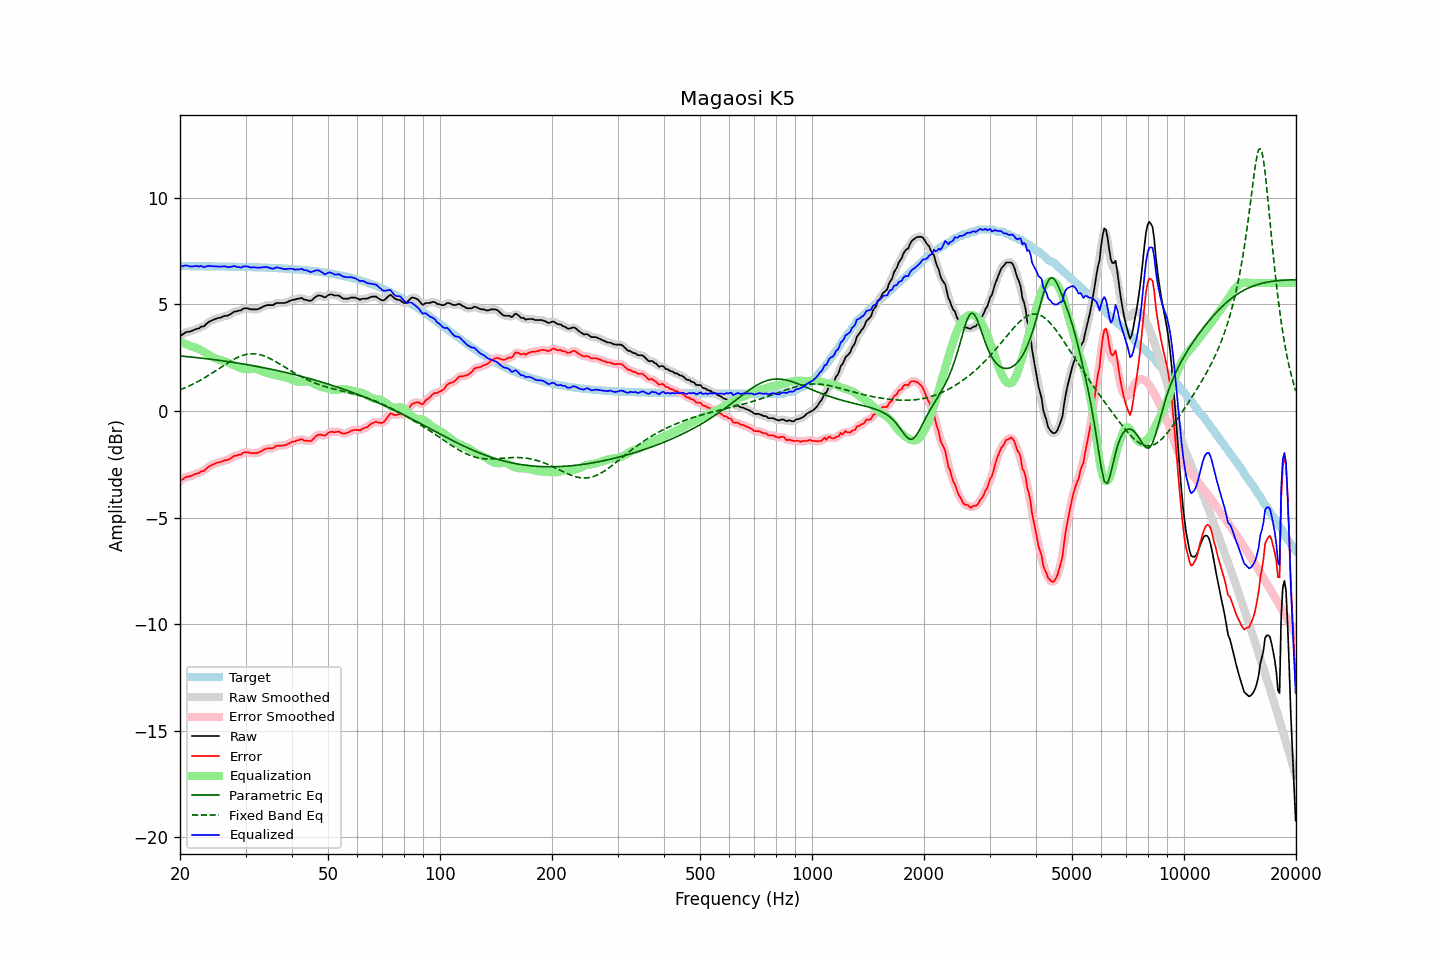 Magaosi K5
Amplitude (dBr)
10
5
0
−5
−10
−15
−20
Target
Raw Smoothed
Error Smoothed
Raw
Error
Equalization
Parametric Eq
Fixed Band Eq
Equalized
20 50 100 200 500 1000 2000 5000 10000 20000
Frequency (Hz)